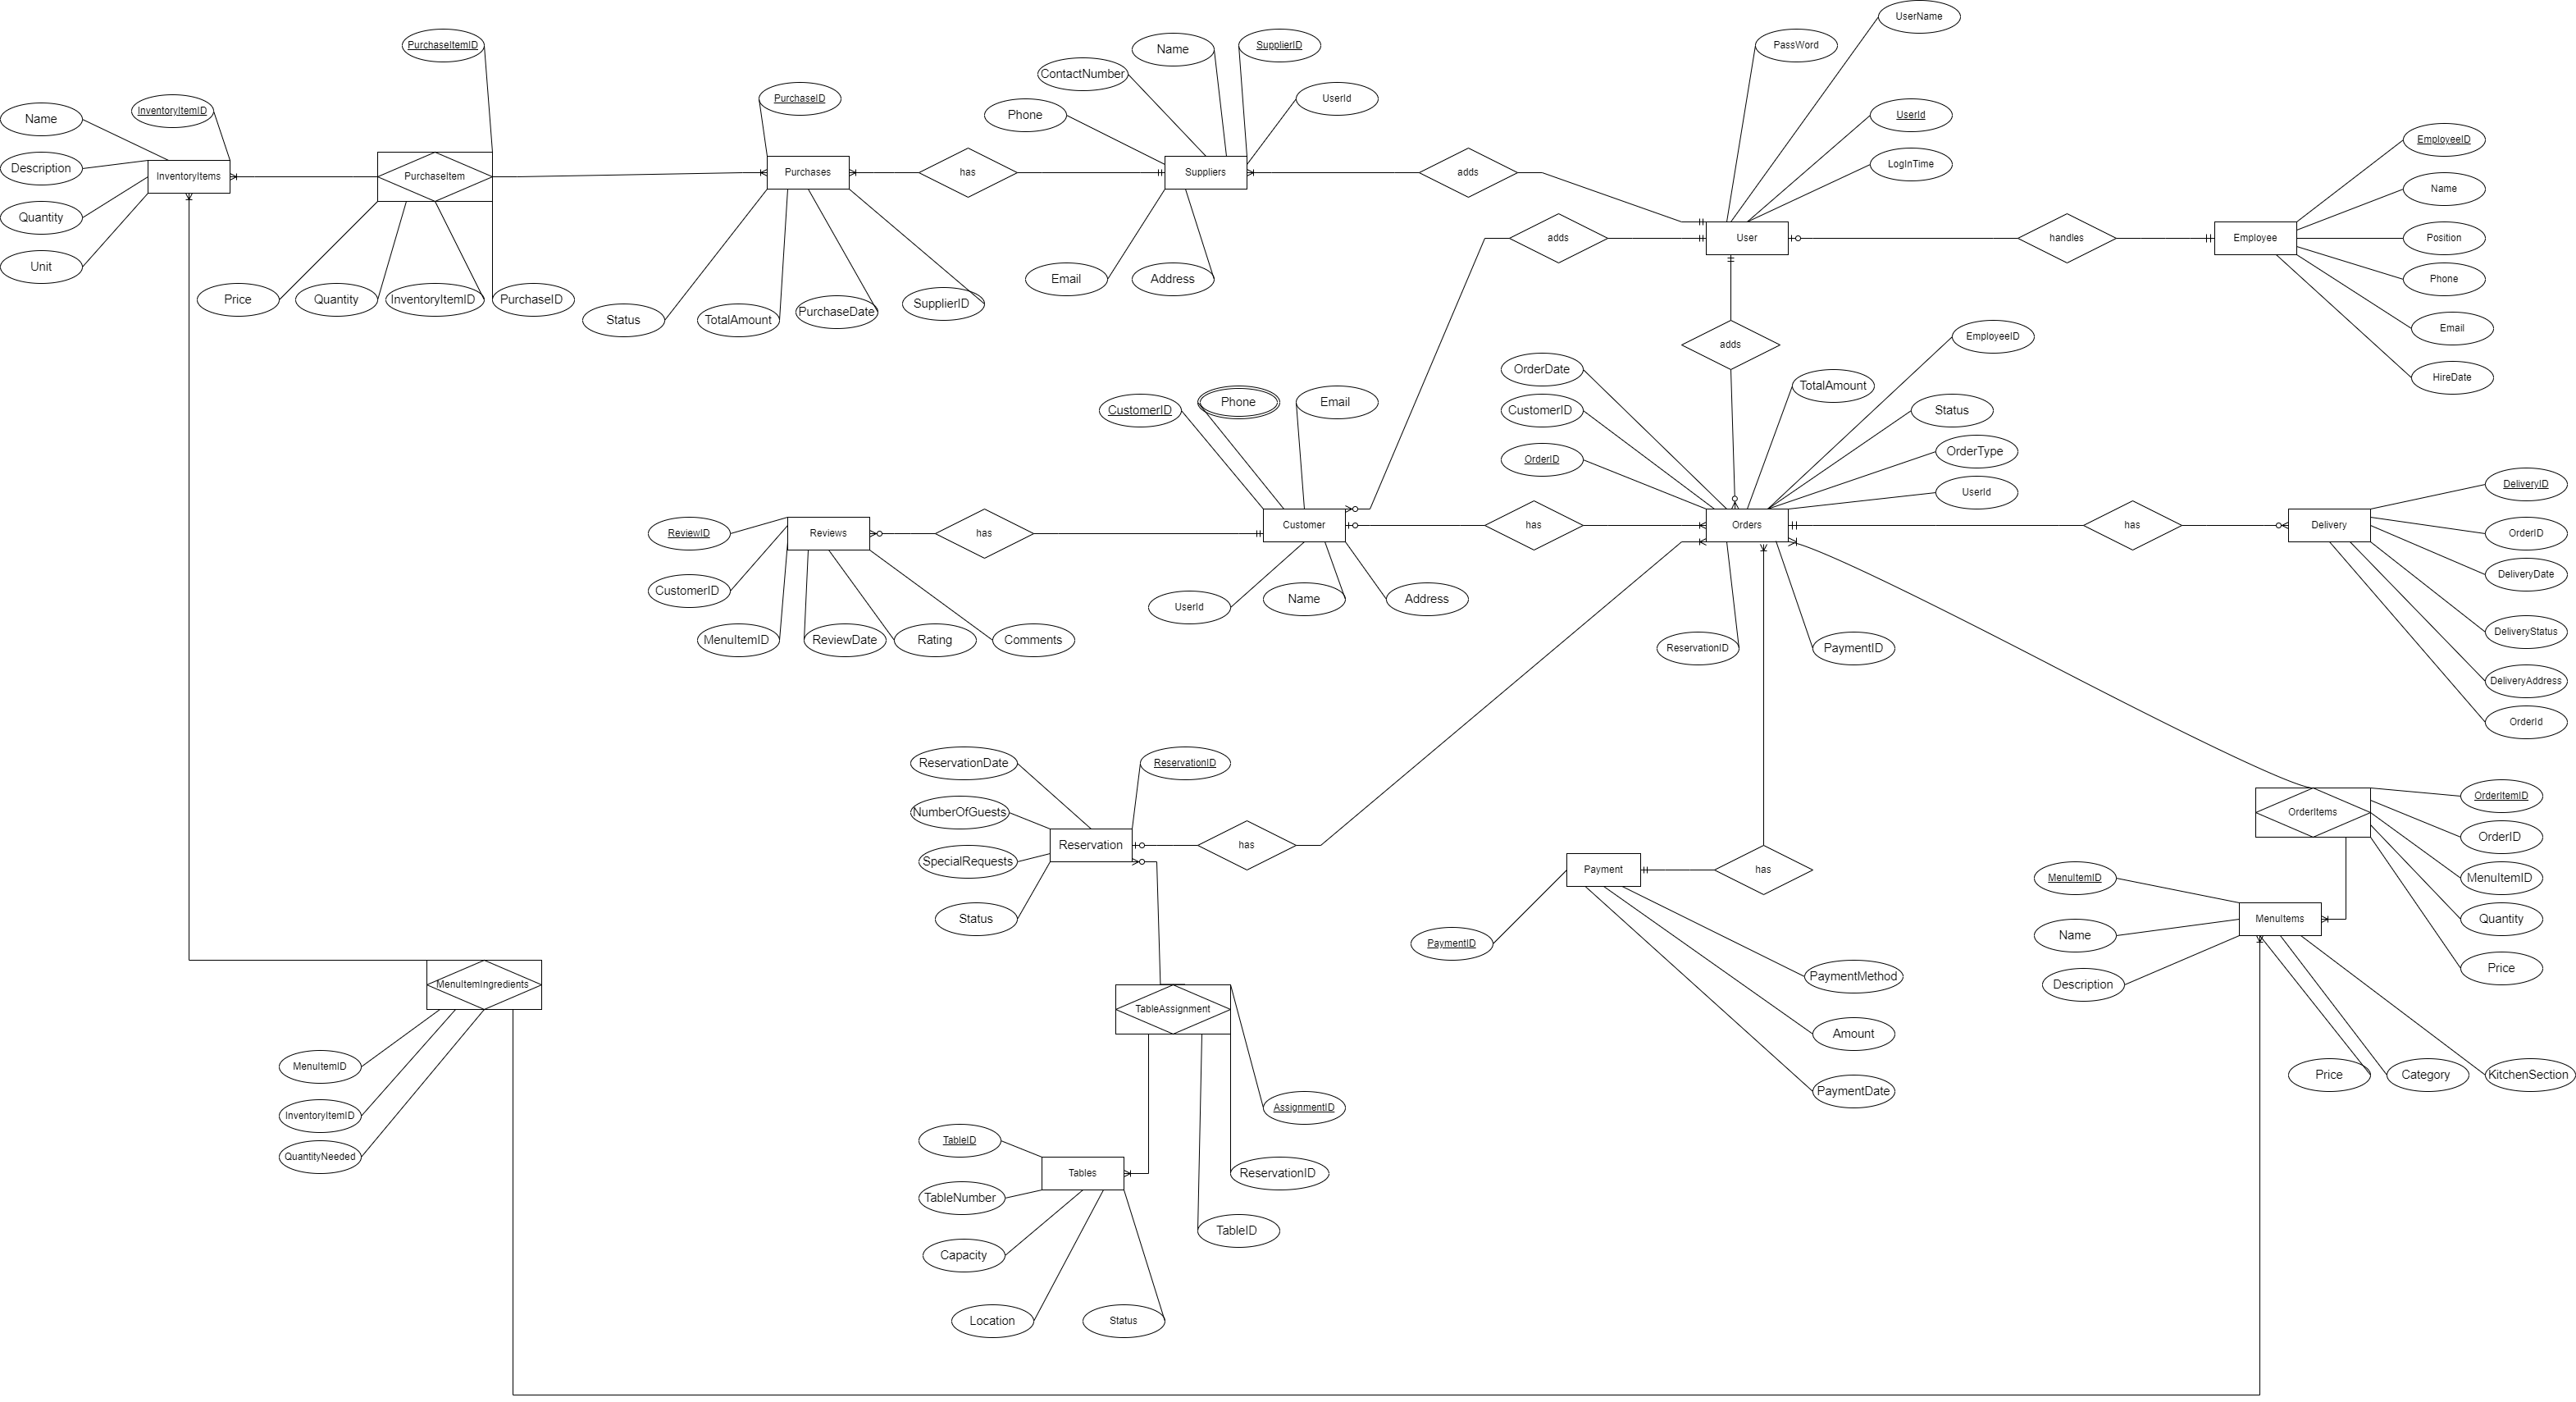 UserName
PurchaseItemID
Name
SupplierID
PassWord
ContactNumber
PurchaseID
UserId
InventoryItemID
Name
Phone
UserId
EmployeeID
Description
InventoryItems
PurchaseItem
Purchases
has
Suppliers
adds
LogInTime
Name
Quantity
adds
User
handles
Employee
Position
Unit
Email
Address
Phone
Price
Quantity
InventoryItemID
PurchaseID
Status
TotalAmount
PurchaseDate
SupplierID
adds
EmployeeID
Email
OrderDate
TotalAmount
HireDate
CustomerID
Phone
Email
CustomerID
Status
OrderID
OrderType
UserId
DeliveryID
ReviewID
Reviews
has
Customer
has
Orders
has
Delivery
OrderID
CustomerID
DeliveryDate
UserId
Name
Address
MenuItemID
ReviewDate
Rating
Comments
ReservationID
PaymentID
DeliveryStatus
DeliveryAddress
OrderId
ReservationDate
ReservationID
NumberOfGuests
OrderItemID
OrderItems
Reservation
has
OrderID
SpecialRequests
Payment
has
MenuItemID
MenuItemID
Status
MenuItems
Quantity
PaymentID
Name
Price
MenuItemIngredients
PaymentMethod
Description
TableAssignment
Amount
MenuItemID
Price
Category
KitchenSection
PaymentDate
InventoryItemID
AssignmentID
QuantityNeeded
TableID
Tables
ReservationID
TableNumber
TableID
Capacity
Location
Status